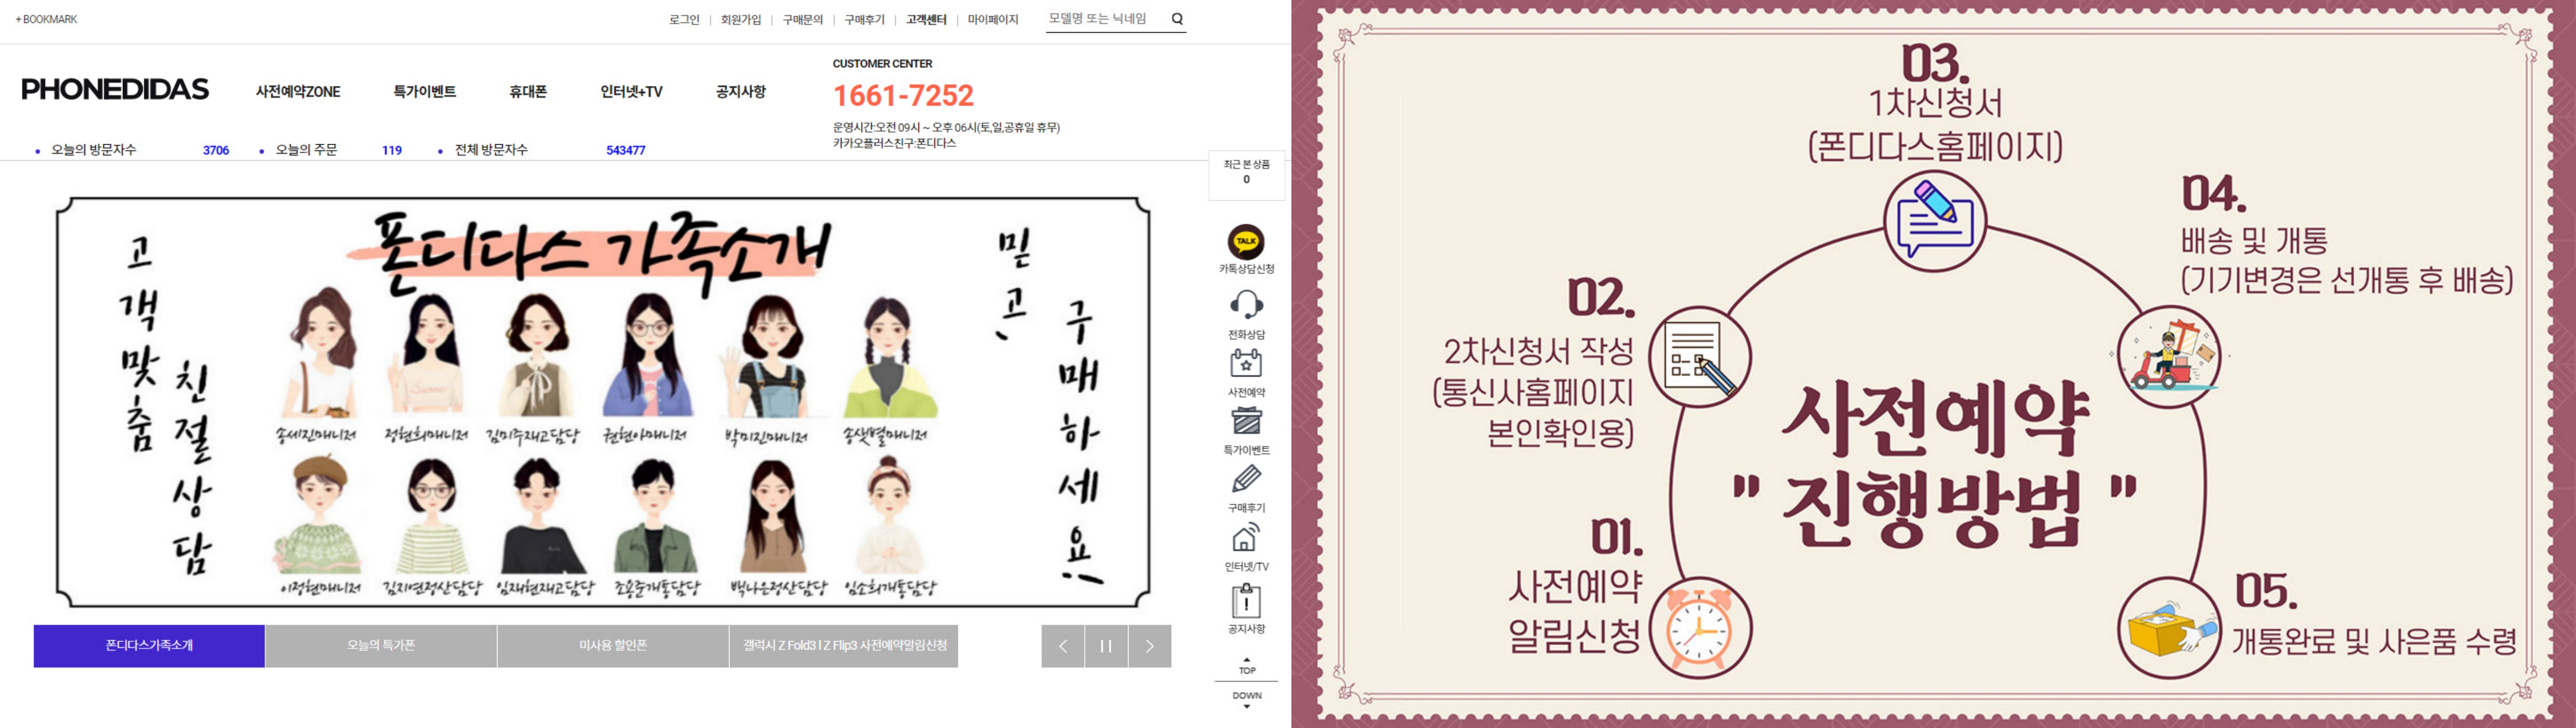 + BOOKMARK
로그인 | 회원가입 | 구매문의 | 구매후기 | 고객센터 | 마이페이지
모델명 또는 닉네임
PHONEDIDAS
사전예약ZONE
특가이벤트
휴대폰
인터넷+TV
공지사항
CUSTOMER CENTER
1661-7252
운영시간:오전 09시 ~ 오후 06시(토,일,공휴일 휴무)
카카오플러스친구:폰디다스
• 오늘의 방문자수 3706 • 오늘의 주문 119 • 전체 방문자수 543477
최근 본 상품
0
폰디다스 가족소개
고객맞춤
친절상담
믿고,
구매하세요!
송세진매니저 정현희매니저 김미주재고담당 권현아매니저 박미진매니저 송샛별매니저
이정현매니저 김지연정산담당 임재현재고담당 조용준개통담당 백나은정산담당 임소희개통담당
TALK
카톡상담신청
전화상담
사전예약
특가이벤트
구매후기
인터넷/TV
공지사항
TOP
DOWN
폰디다스가족소개
오늘의 특가폰
미사용 할인폰
갤럭시 Z Fold3 l Z Flip3 사전예약알림신청
사전예약
" 진행방법 "
01.
사전예약
알림신청
02.
2차신청서 작성
(통신사홈페이지
본인확인용)
03.
1차신청서
(폰디다스홈페이지)
04.
배송 및 개통
(기기변경은 선개통 후 배송)
05.
개통완료 및 사은품 수령